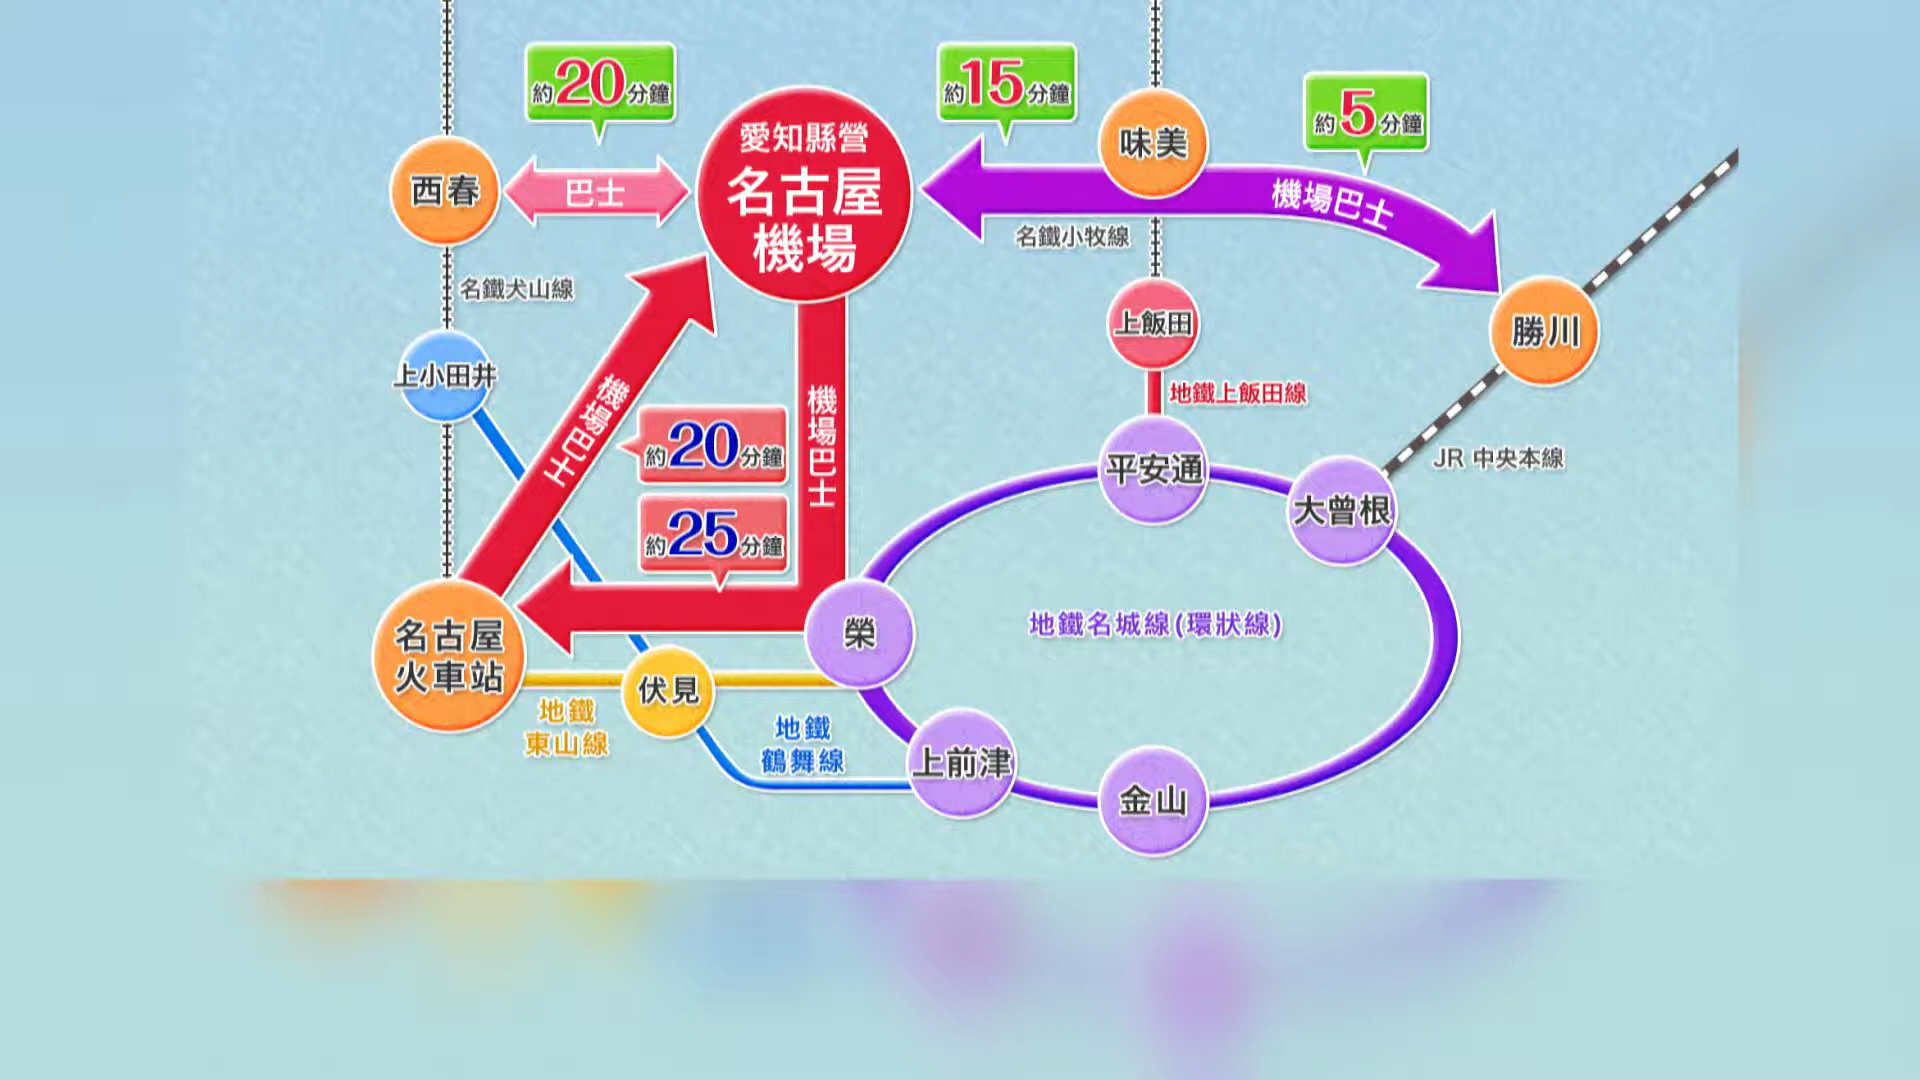 約20分鐘
約15分鐘
約5分鐘
愛知縣營
名古屋
機場
味美
西春
巴士
機場巴士
名鐵小牧線
名鐵犬山線
上飯田
勝川
上小田井
地鐵上飯田線
機場巴士
機場巴士
約20分鐘
平安通
JR 中央本線
大曾根
約25分鐘
名古屋
火車站
榮
地鐵名城線(環狀線)
伏見
地鐵
東山線
地鐵
鶴舞線
上前津
金山